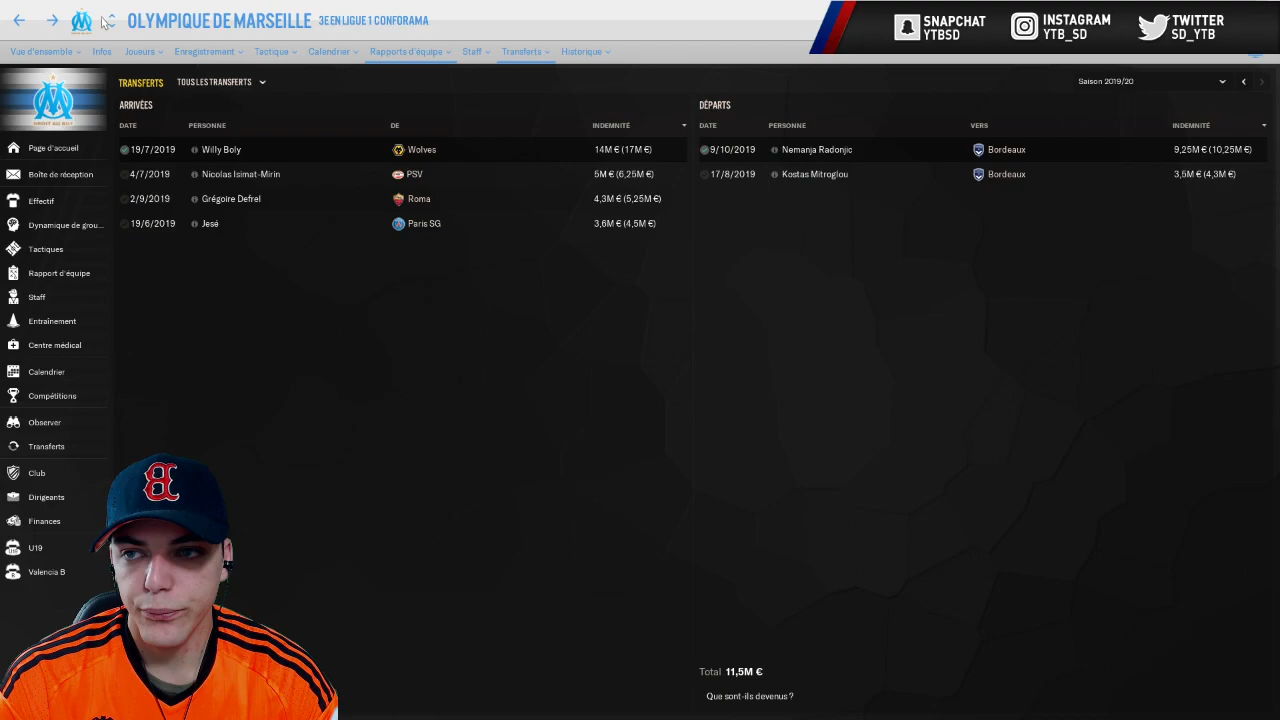 OLYMPIQUE DE MARSEILLE 3E EN LIGUE 1 CONFORAMA
SNAPCHAT
YTBSD
INSTAGRAM
YTB_SD
TWITTER
SD_YTB
Vue d'ensemble Infos Joueurs Enregistrement Tactique Calendrier Rapports d'équipe Staff Transferts Historique
TRANSFERTS TOUS LES TRANSFERTS Saison 2019/20
ARRIVÉES
DATE PERSONNE DE INDEMNITÉ
19/7/2019 Willy Boly Wolves 14M € (17M €)
4/7/2019 Nicolas Isimat-Mirin PSV 5M € (6,25M €)
2/9/2019 Grégoire Defrel Roma 4,3M € (5,25M €)
19/6/2019 Jesé Paris SG 3,6M € (4,5M €)
DÉPARTS
DATE PERSONNE VERS INDEMNITÉ
9/10/2019 Nemanja Radonjic Bordeaux 9,25M € (10,25M €)
17/8/2019 Kostas Mitroglou Bordeaux 3,5M € (4,3M €)
Total 11,5M €
Que sont-ils devenus ?
Page d'accueil
Boîte de réception
Effectif
Dynamique de grou...
Tactiques
Rapport d'équipe
Staff
Entraînement
Centre médical
Calendrier
Compétitions
Observer
Transferts
Club
Dirigeants
Finances
U19
Valencia B
B